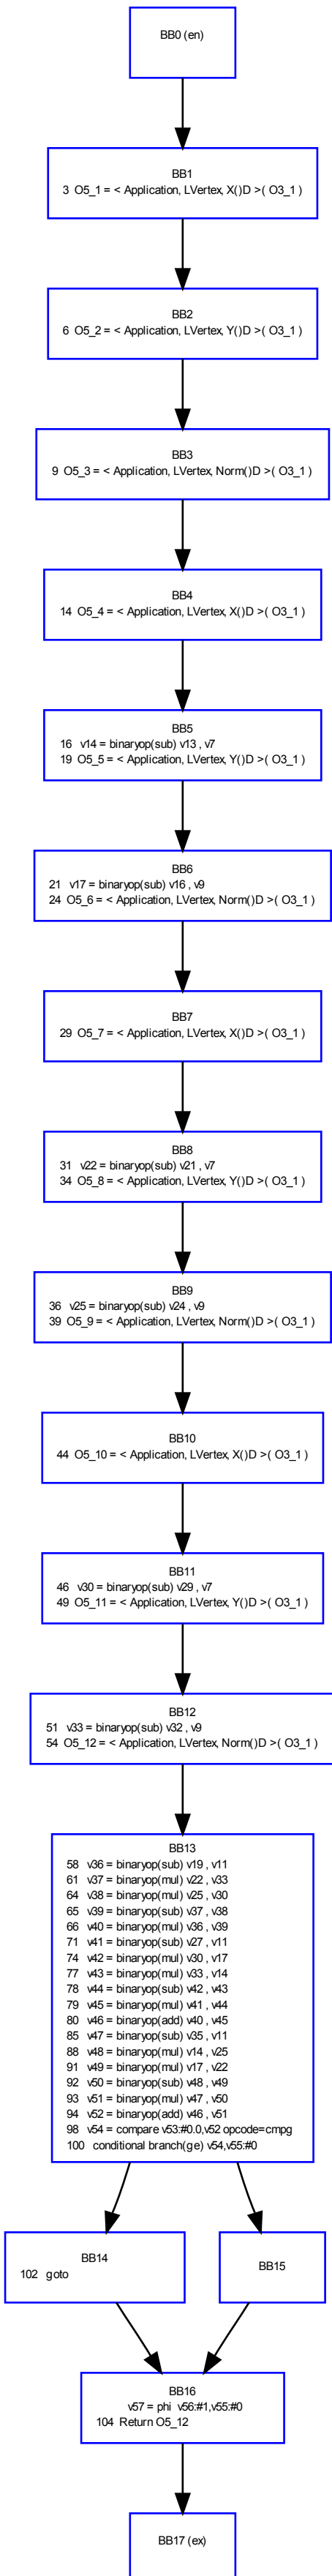 BB0 (en)
BB1
3 O5_1 = < Application, LVertex, X()D >( O3_1 )
BB2
6 O5_2 = < Application, LVertex, Y()D >( O3_1 )
BB3
9 O5_3 = < Application, LVertex, Norm()D >( O3_1 )
BB4
14 O5_4 = < Application, LVertex, X()D >( O3_1 )
BB5
16 v14 = binaryop(sub) v13 , v7
19 O5_5 = < Application, LVertex, Y()D >( O3_1 )
BB6
21 v17 = binaryop(sub) v16 , v9
24 O5_6 = < Application, LVertex, Norm()D >( O3_1 )
BB7
29 O5_7 = < Application, LVertex, X()D >( O3_1 )
BB8
31 v22 = binaryop(sub) v21 , v7
34 O5_8 = < Application, LVertex, Y()D >( O3_1 )
BB9
36 v25 = binaryop(sub) v24 , v9
39 O5_9 = < Application, LVertex, Norm()D >( O3_1 )
BB10
44 O5_10 = < Application, LVertex, X()D >( O3_1 )
BB11
46 v30 = binaryop(sub) v29 , v7
49 O5_11 = < Application, LVertex, Y()D >( O3_1 )
BB12
51 v33 = binaryop(sub) v32 , v9
54 O5_12 = < Application, LVertex, Norm()D >( O3_1 )
BB13
58 v36 = binaryop(sub) v19 , v11
61 v37 = binaryop(mul) v22 , v33
64 v38 = binaryop(mul) v25 , v30
65 v39 = binaryop(sub) v37 , v38
66 v40 = binaryop(mul) v36 , v39
71 v41 = binaryop(sub) v27 , v11
74 v42 = binaryop(mul) v30 , v17
77 v43 = binaryop(mul) v33 , v14
78 v44 = binaryop(sub) v42 , v43
79 v45 = binaryop(mul) v41 , v44
80 v46 = binaryop(add) v40 , v45
85 v47 = binaryop(sub) v35 , v11
88 v48 = binaryop(mul) v14 , v25
91 v49 = binaryop(mul) v17 , v22
92 v50 = binaryop(sub) v48 , v49
93 v51 = binaryop(mul) v47 , v50
94 v52 = binaryop(add) v46 , v51
98 v54 = compare v53:#0.0,v52 opcode=cmpg
100 conditional branch(ge) v54,v55:#0
BB14
102 goto
BB15
BB16
v57 = phi v56:#1,v55:#0
104 Return O5_12
BB17 (ex)